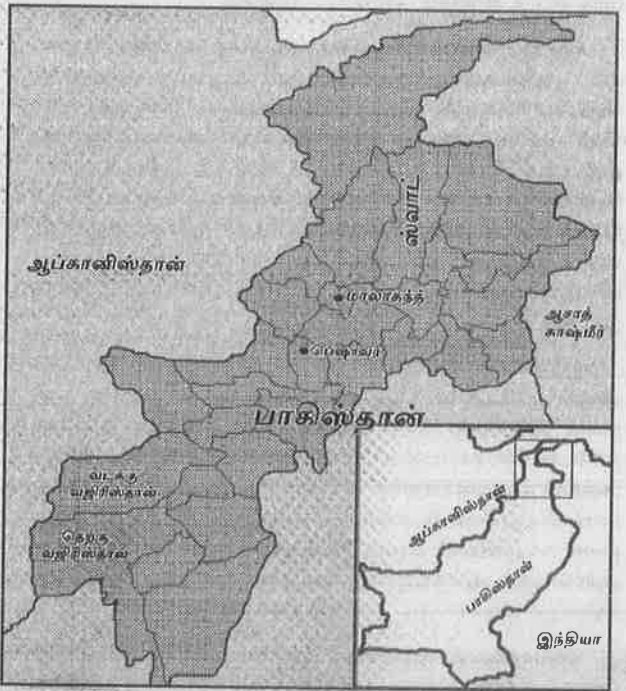 ஸ்வாட்
ஆப்கானிஸ்தான்
மாலாகந்த்
ஆசாத்
காஷ்மீர்
பெஷாவர்
பாகிஸ்தான்
வடக்கு
வஜிரிஸ்தான்
தெற்கு
வஜிரிஸ்தான்
ஆப்கானிஸ்தான்
பாகிஸ்தான்
இந்தியா